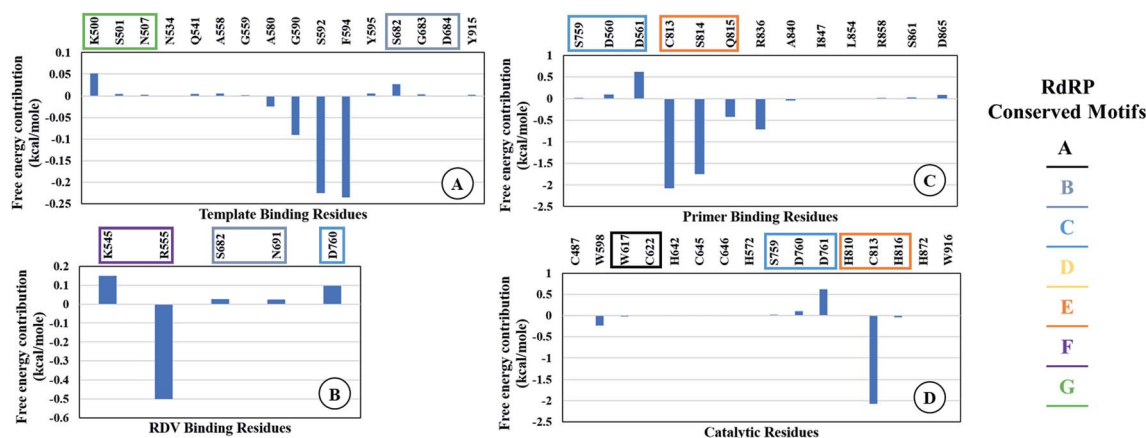 K500 S501 N507 N534 Q541 A558 G559 A580 G590 S592 F594 Y595 S682 G683 D684 Y915
0.1
0.05
0
-0.05
-0.1
-0.15
-0.2
-0.25
Free energy contribution
(kcal/mole)
A
Template Binding Residues
S759 D560 D561 C813 S814 Q815 R836 A840 I847 L854 R858 S861 D865
1
0.5
0
-0.5
-1
-1.5
-2
-2.5
Free energy contribution
(kcal/mole)
C
Primer Binding Residues
K545 R555 S682 N691 D760
0.2
0.1
0
-0.1
-0.2
-0.3
-0.4
-0.5
-0.6
Free energy contribution
(kcal/mole)
B
RDV Binding Residues
C487 W598 W617 C622 H642 C645 C646 H572 S759 D760 D761 H810 C813 H816 H872 W916
1
0.5
0
-0.5
-1
-1.5
-2
-2.5
Free energy contribution
(kcal/mole)
D
Catalytic Residues
RdRP
Conserved Motifs
A
B
C
D
E
F
G